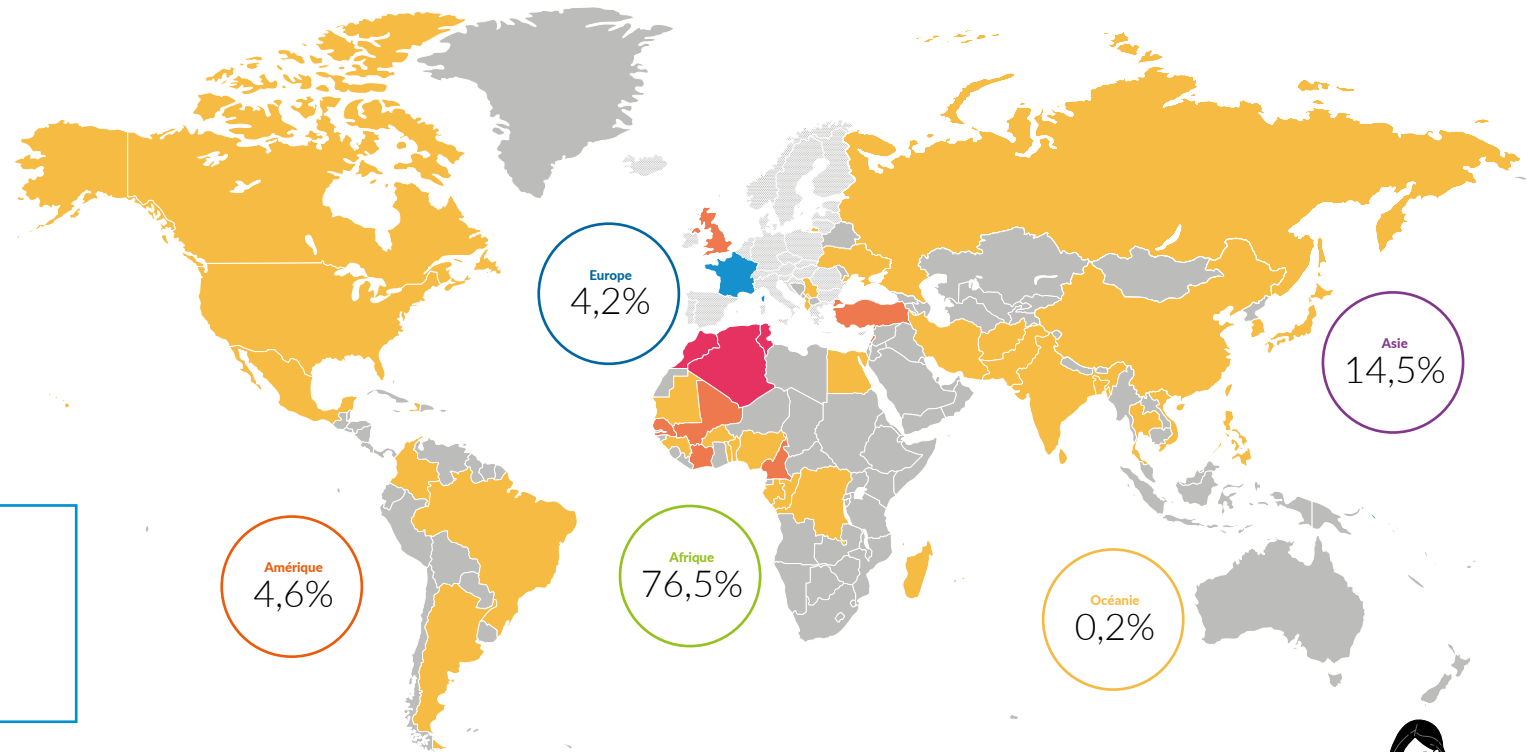 Europe
4,2%
Asie
14,5%
Amérique
4,6%
Afrique
76,5%
Océanie
0,2%